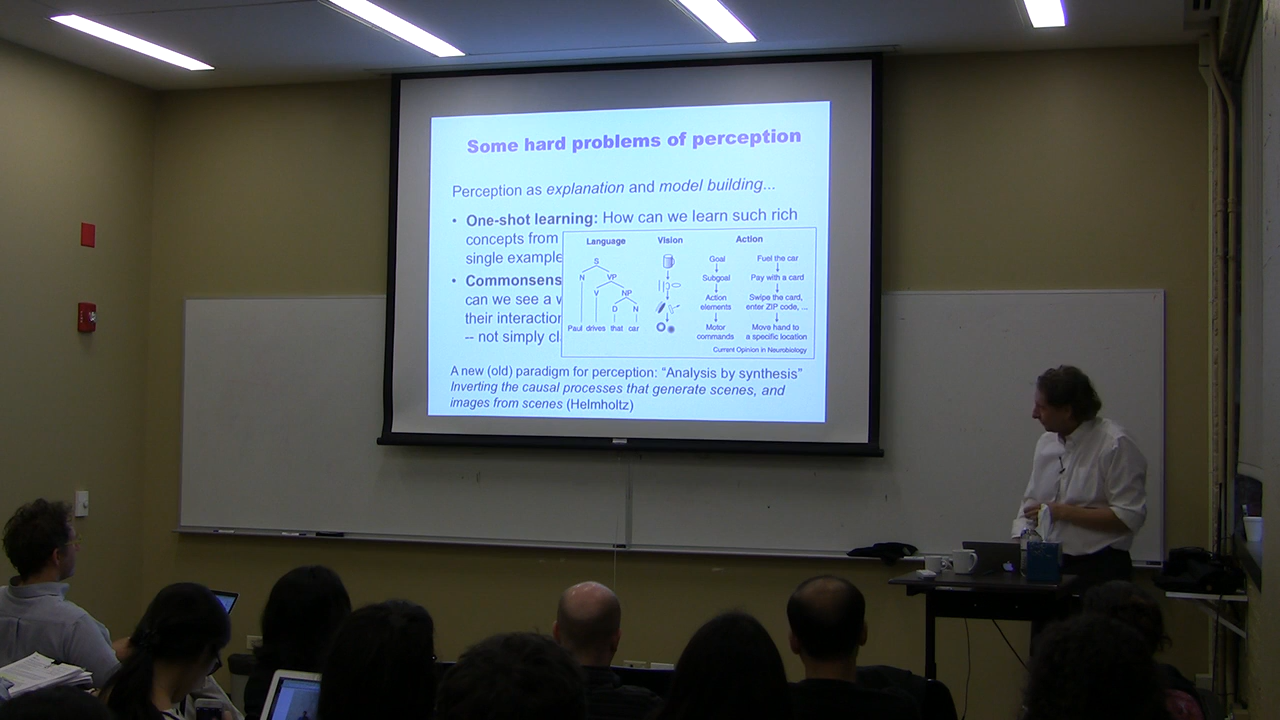 Some hard problems of perception
Perception as explanation and model building...
• One-shot learning: How can we learn such rich
concepts from
single example
• Commonsens
can we see a
their interaction
-- not simply
Language Vision Action
S
N VP
V NP
D N
Paul drives that car
Goal Fuel the car
Subgoal Pay with a card
Action elements Swipe the card, enter ZIP code, ...
Motor commands Move hand to a specific location
Current Opinion in Neurobiology
A new (old) paradigm for perception: “Analysis by synthesis”
Inverting the causal processes that generate scenes, and
images from scenes (Helmholtz)